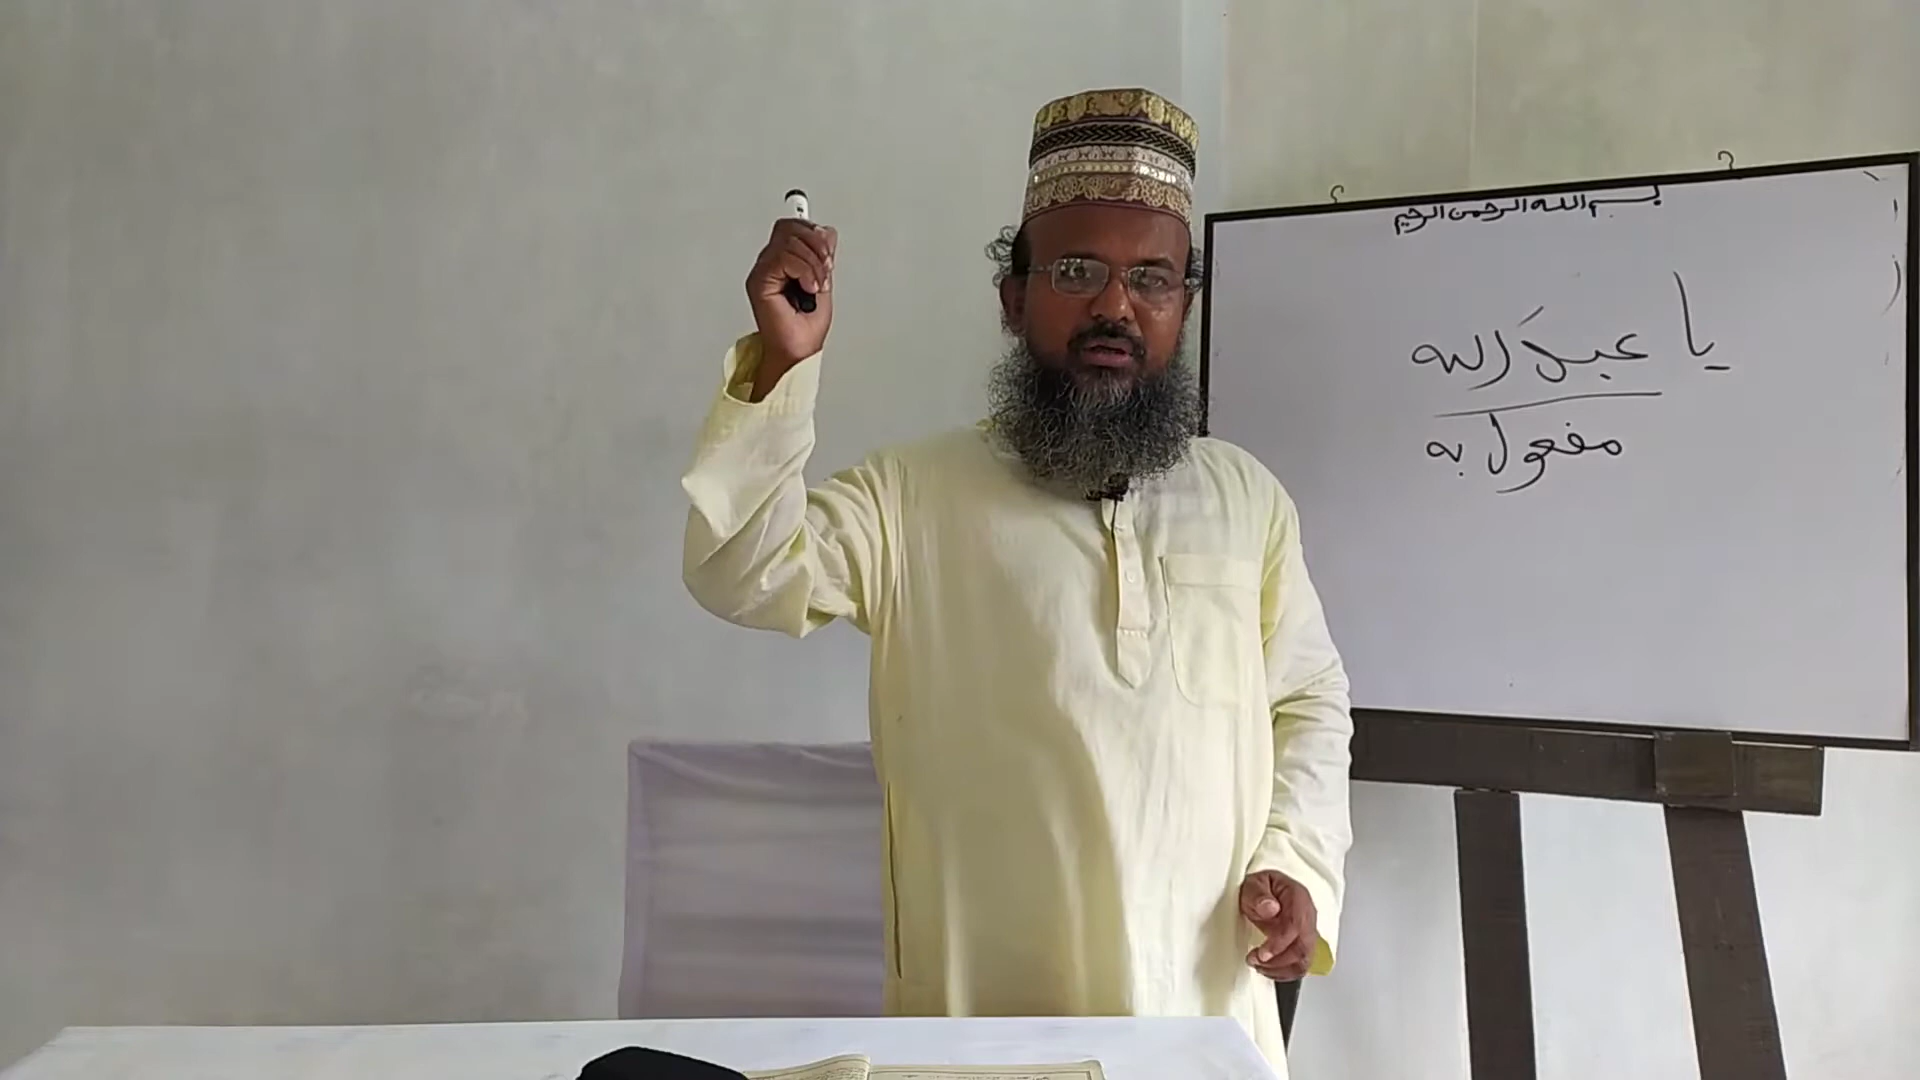 بسم الله الرحمن الرحيم
يا عبدَ الله
مفعول به